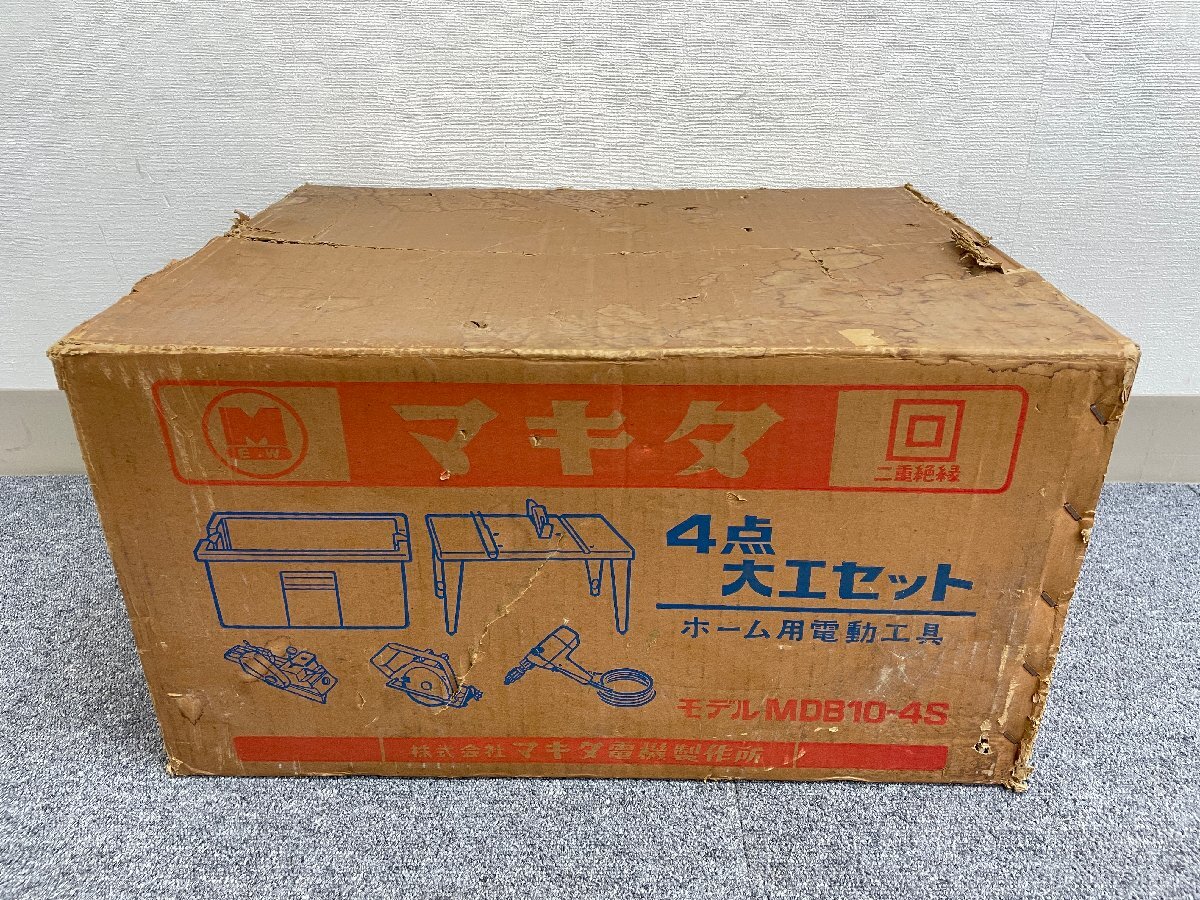 M
E.W
マキタ
二重絶縁
4点
大工セット
ホーム用電動工具
モデル MDB10-4S
株式会社 マキタ電機製作所